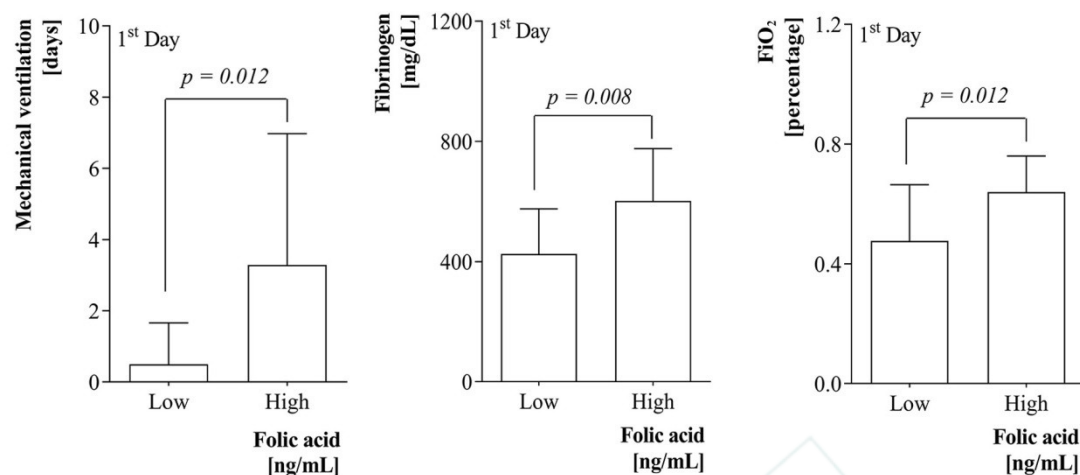 Mechanical ventilation
[days]
10
8
6
4
2
0
1st Day
p = 0.012
Low
High
Folic acid
[ng/mL]
Fibrinogen
[mg/dL]
1200
800
400
0
1st Day
p = 0.008
Low
High
Folic acid
[ng/mL]
FiO2
[percentage]
1.2
0.8
0.4
0.0
1st Day
p = 0.012
Low
High
Folic acid
[ng/mL]